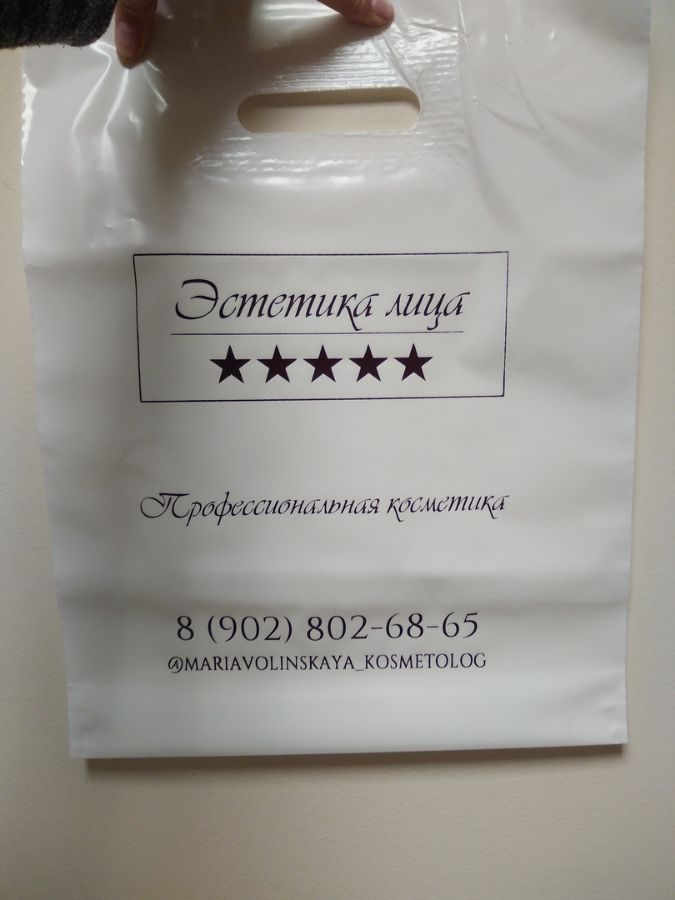 Эстетика лица
★★★★★
Профессиональная косметика
8 (902) 802-68-65
@MARIAVOLINSKAYA_KOSMETOLOG